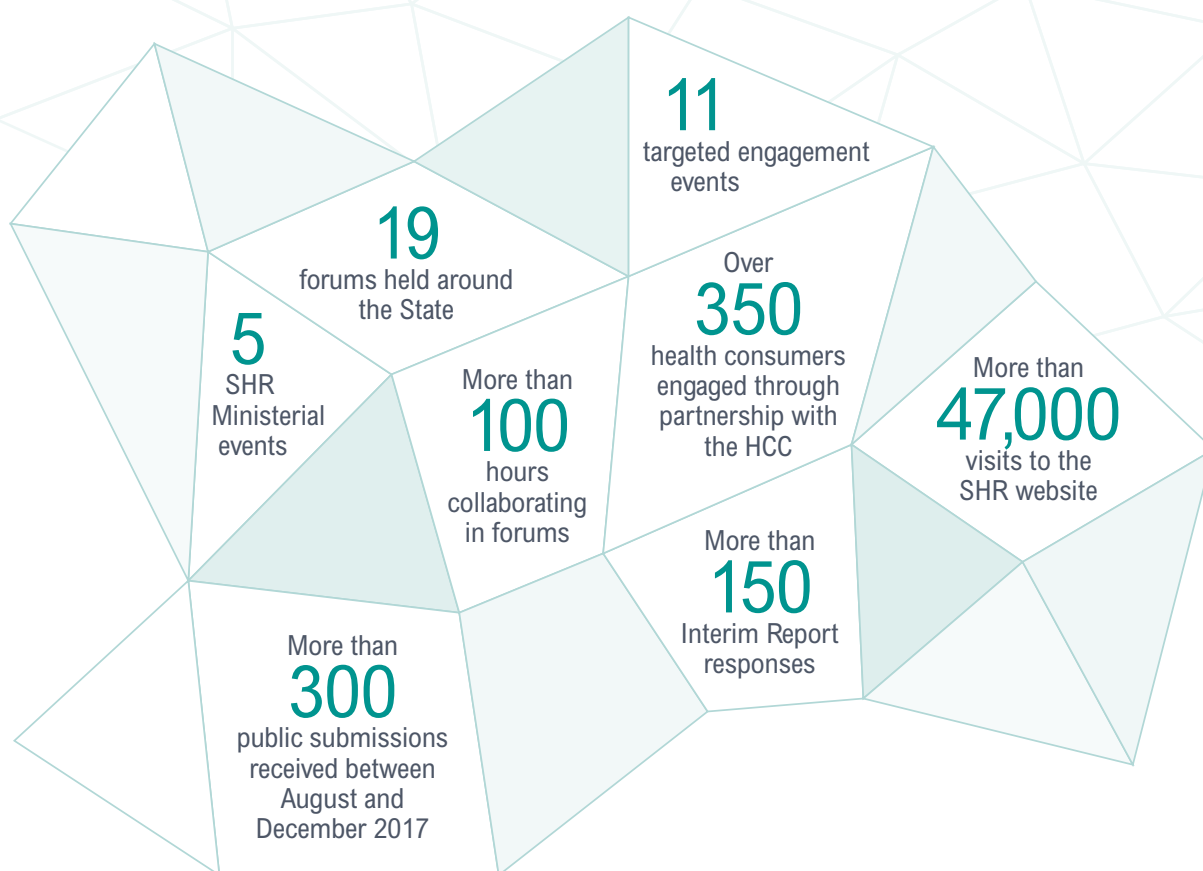 11
targeted engagement
events
19
forums held around
the State
Over
350
health consumers
engaged through
partnership with
the HCC
5
SHR
Ministerial
events
More than
100
hours
collaborating
in forums
More than
47,000
visits to the
SHR website
More than
150
Interim Report
responses
More than
300
public submissions
received between
August and
December 2017